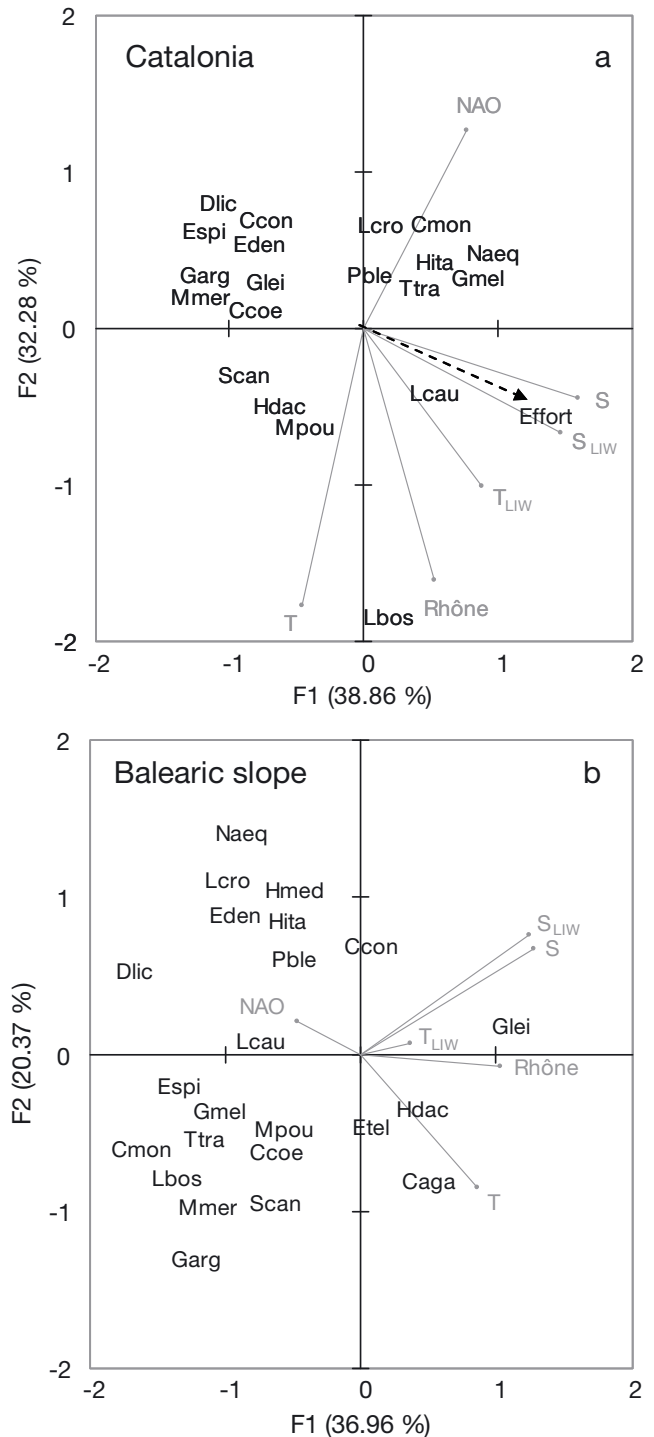 Catalonia a
2
NAO
1
Dlic
Ccon
Lcro Cmon
Espi
Eden
Naeq
Hita
Garg
Glei
Pble
Gmel
Ttra
Mmer
Ccoe
0
F2 (32.28 %)
Scan
Lcau
S
Hdac
Effort
Mpou
S LIW
-1
T LIW
Rhône
Lbos
T
-2
-2 -1 0 1 2
F1 (38.86 %)
2
Balearic slope b
Naeq
Lcro
Hmed
1
Eden
Hita
S LIW
Ccon
S
Pble
Dlic
NAO
Glei
Lcau
T LIW
0
Rhône
F2 (20.37 %)
Espi
Gmel
Hdac
Mpou
Etel
Ttra
Cmon
Ccoe
Lbos
Caga
Scan
T
Mmer
-1
Garg
-2
-2 -1 0 1 2
F1 (36.96 %)